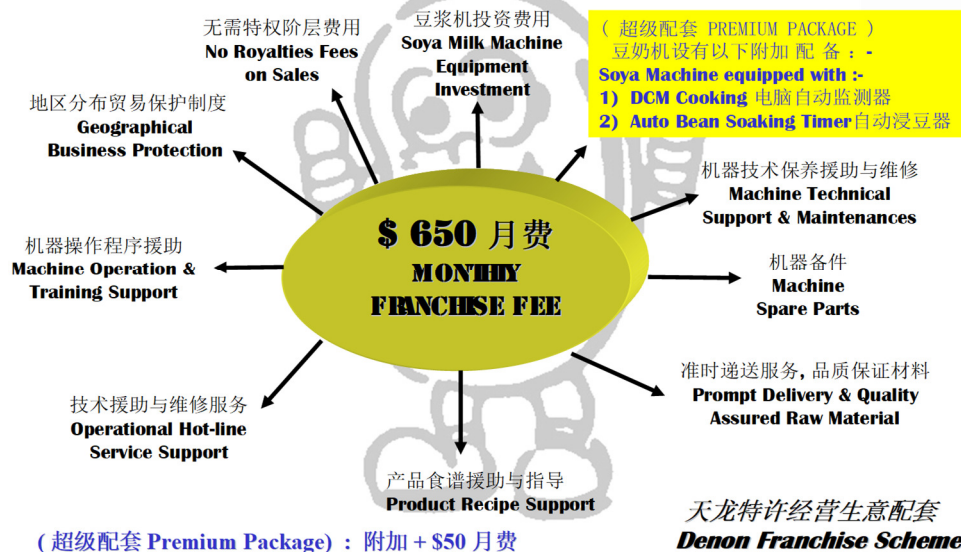 无需特权阶层费用
No Royalties Fees
on Sales
豆浆机投资费用
Soya Milk Machine
Equipment
Investment
( 超级配套 PREMIUM PACKAGE )
豆奶机设有以下附加 配 备 : -
Soya Machine equipped with :-
1) DCM Cooking 电脑自动监测器
2) Auto Bean Soaking Timer自动浸豆器
地区分布贸易保护制度
Geographical
Business Protection
机器技术保养援助与维修
Machine Technical
Support & Maintenances
$ 650 月费
MONTHLY
FRANCHISE FEE
机器操作程序援助
Machine Operation &
Training Support
机器备件
Machine
Spare Parts
准时递送服务, 品质保证材料
Prompt Delivery & Quality
Assured Raw Material
技术援助与维修服务
Operational Hot-line
Service Support
产品食谱援助与指导
Product Recipe Support
天龙特许经营生意配套
Denon Franchise Scheme
( 超级配套 Premium Package) : 附加 + $50 月费